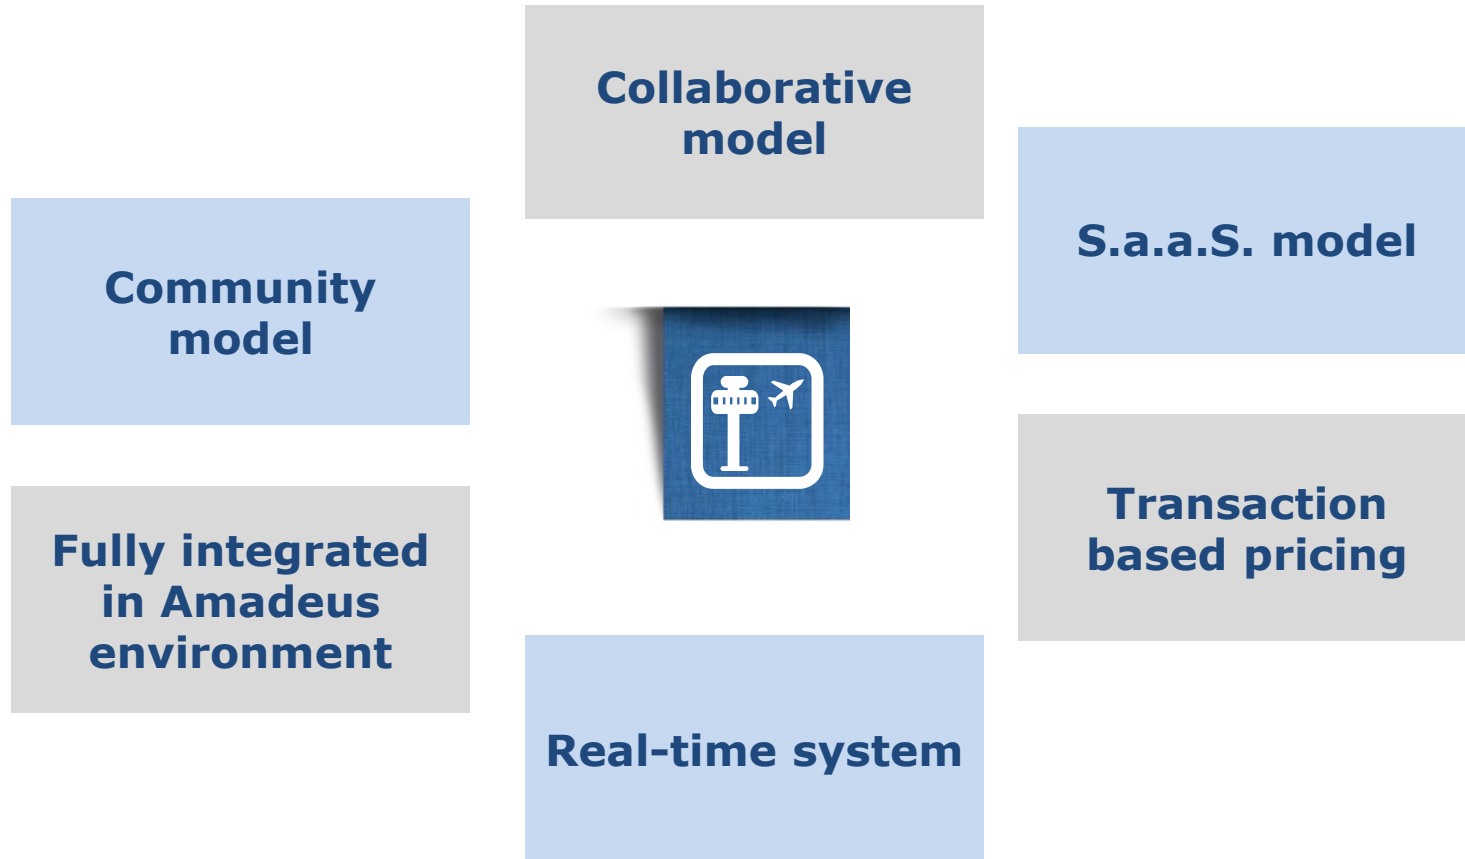 Collaborative
model
S.a.a.S. model
Community
model
Transaction
based pricing
Fully integrated
in Amadeus
environment
Real-time system